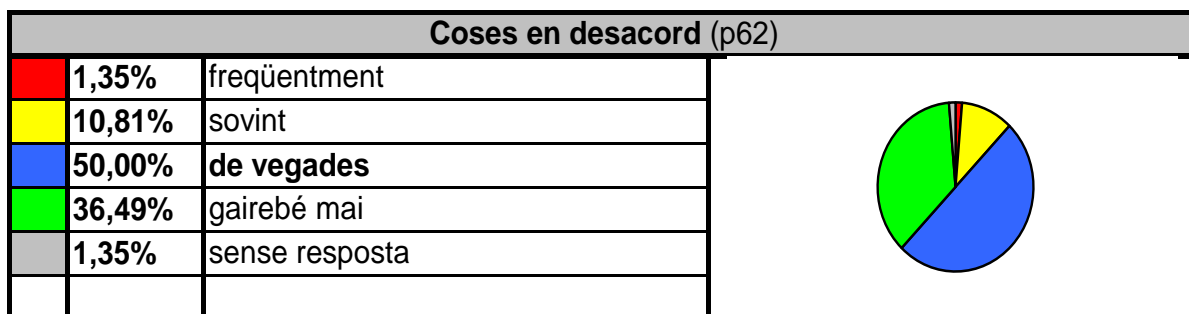 Coses en desacord (p62)
1,35% freqüentment
10,81% sovint
50,00% de vegades
36,49% gairebé mai
1,35% sense resposta